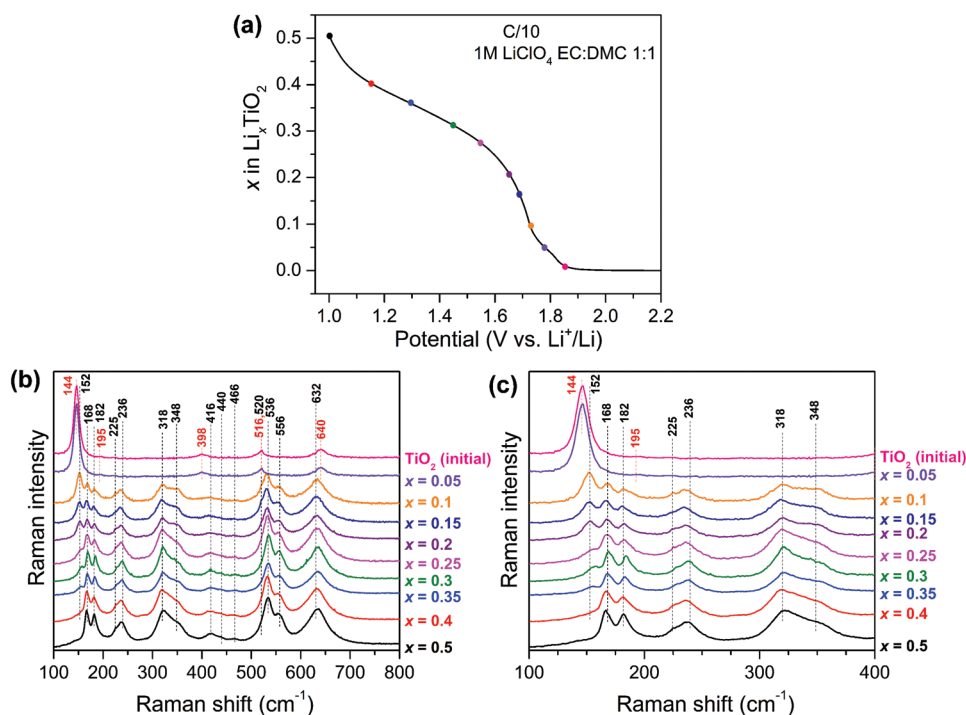 (a)
C/10
1M LiClO₄ EC:DMC 1:1
x in LiₓTiO₂
0.5
0.4
0.3
0.2
0.1
0.0
1.0 1.2 1.4 1.6 1.8 2.0 2.2
Potential (V vs. Li⁺/Li)
(b)
144
152
168
182
195
225
236
318
348
398
416
440
466
516,520
536
556
632
640
TiO₂ (initial)
x = 0.05
x = 0.1
x = 0.15
x = 0.2
x = 0.25
x = 0.3
x = 0.35
x = 0.4
x = 0.5
Raman intensity
100 200 300 400 500 600 700 800
Raman shift (cm⁻¹)
(c)
144
152
168
182
195
225
236
318
348
TiO₂ (initial)
x = 0.05
x = 0.1
x = 0.15
x = 0.2
x = 0.25
x = 0.3
x = 0.35
x = 0.4
x = 0.5
Raman intensity
100 200 300 400
Raman shift (cm⁻¹)